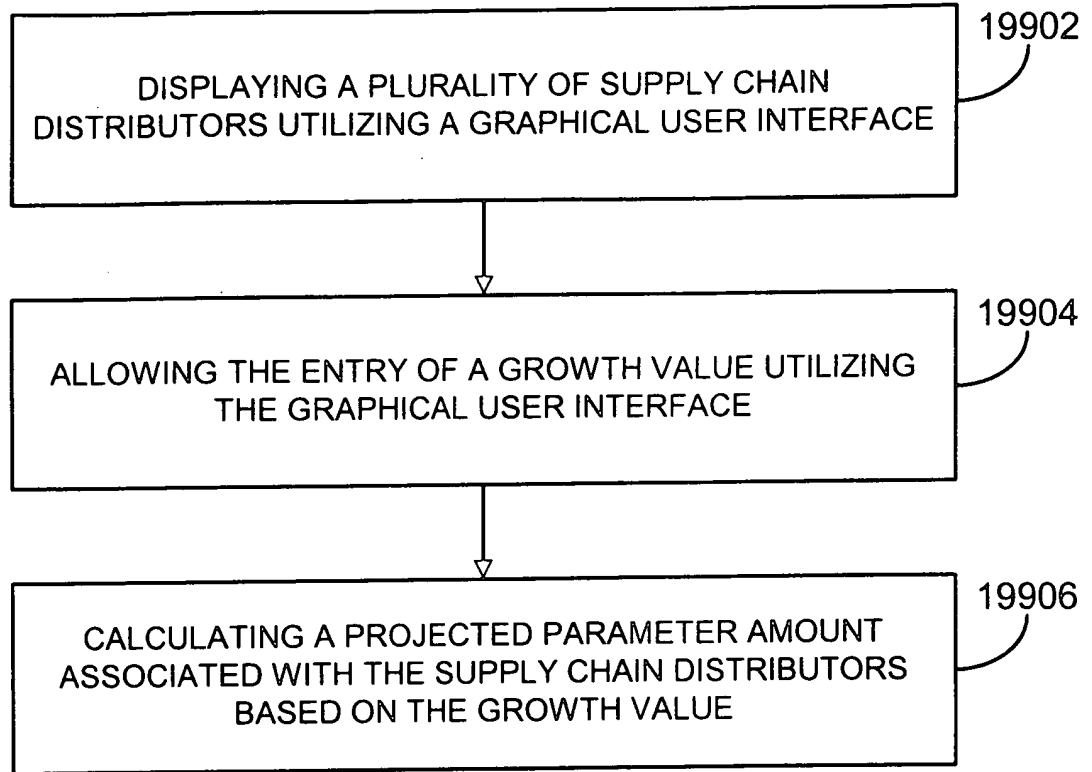 19902
DISPLAYING A PLURALITY OF SUPPLY CHAIN
DISTRIBUTORS UTILIZING A GRAPHICAL USER INTERFACE
19904
ALLOWING THE ENTRY OF A GROWTH VALUE UTILIZING
THE GRAPHICAL USER INTERFACE
19906
CALCULATING A PROJECTED PARAMETER AMOUNT
ASSOCIATED WITH THE SUPPLY CHAIN DISTRIBUTORS
BASED ON THE GROWTH VALUE